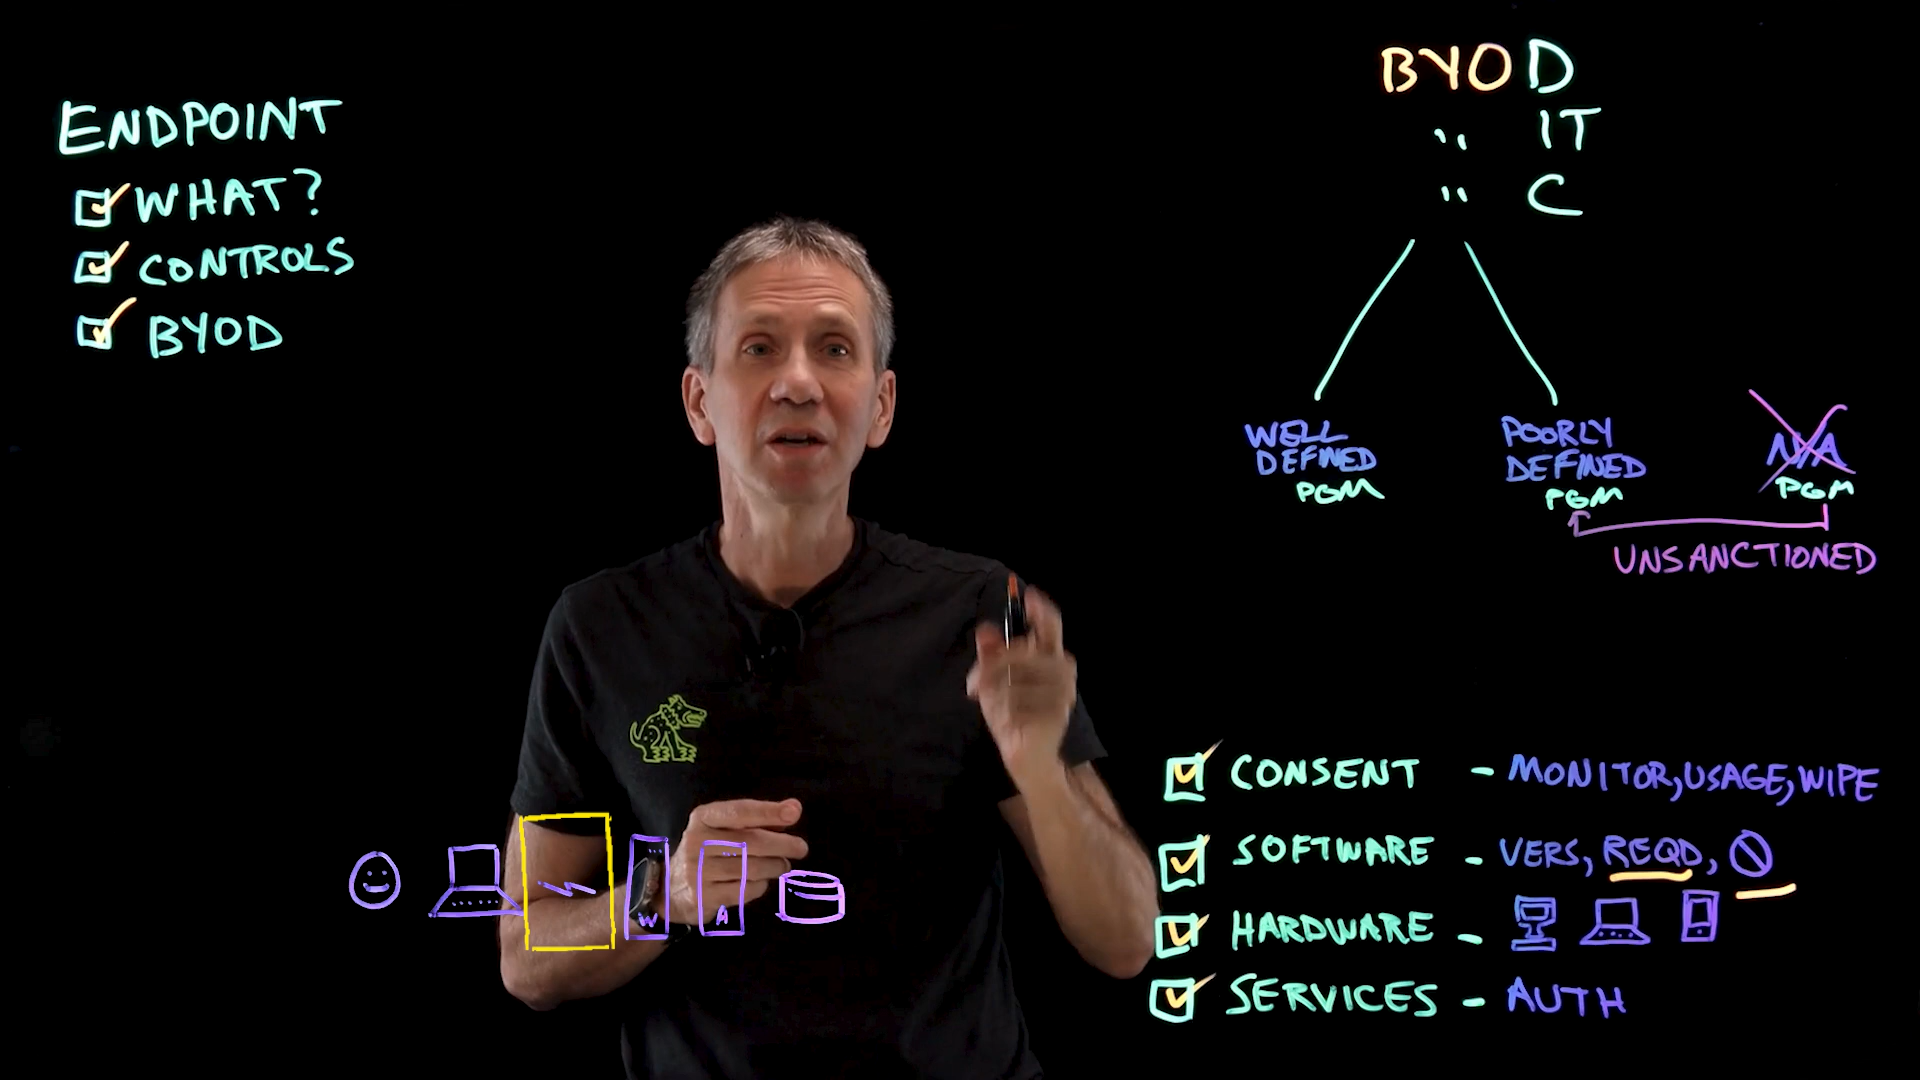 ENDPOINT
WHAT?
CONTROLS
BYOD
BYOD
" IT
" C
WELL
DEFINED
PGM
POORLY
DEFINED
PGM
N/A
PGM
UNSANCTIONED
CONSENT - MONITOR, USAGE, WIPE
SOFTWARE - VERS, REQD,
HARDWARE -
SERVICES - AUTH
W
A